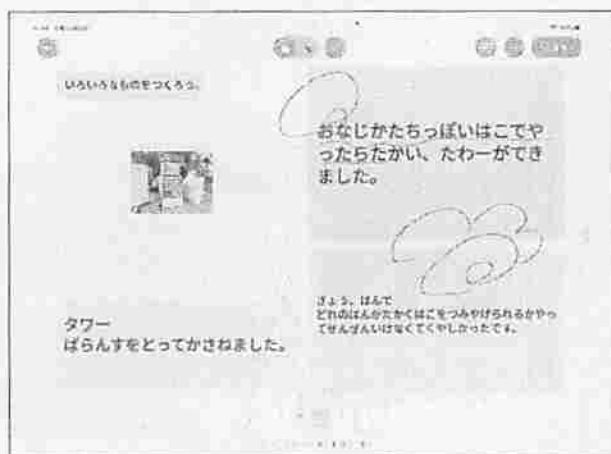 いろいろなものをつくろう。
タワー
ばらんすをとってかさねました。
おなじかたちっぽいはこでや
ったらたかい、たわーができ
ました。
きょう、はんで
どれのはんがたかくはこをつみやげられるかやっ
てぜんぜんいけなくてくやしかったです。